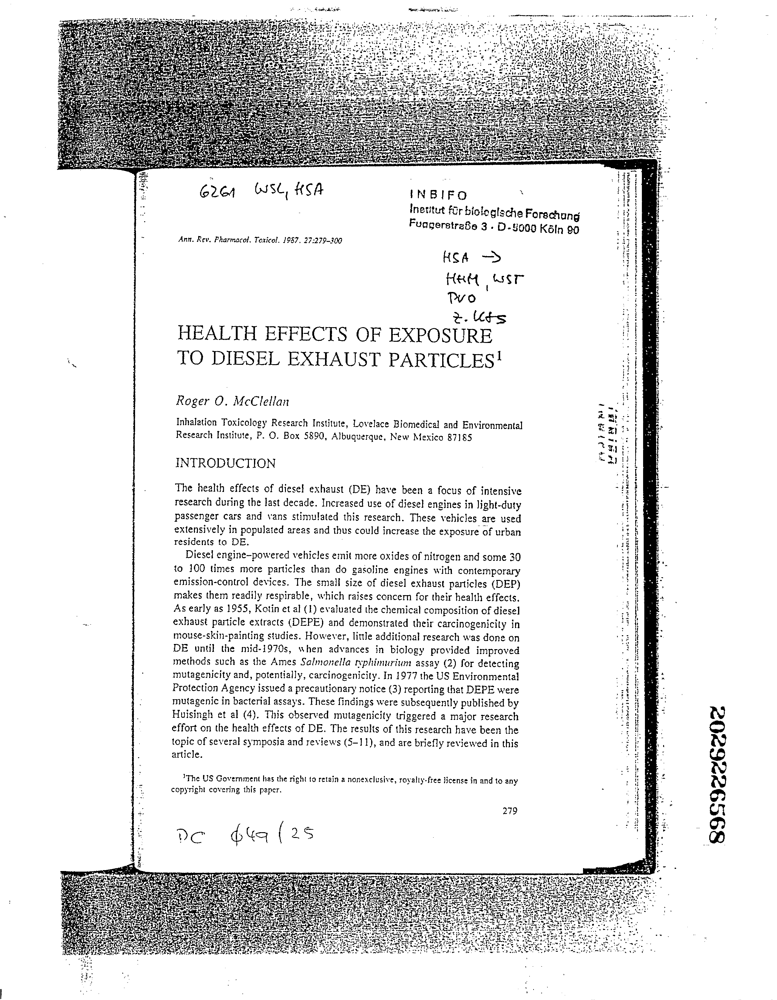 6261 WSL, HSA
INBIFO
Institut für biologische Forschung
Fuggerstraße 3 · D-5000 Köln 90
Ann. Rev. Pharmacol. Toxicol. 1987. 27:279–300
HSA →
WST
HEALTH EFFECTS OF EXPOSURE
TO DIESEL EXHAUST PARTICLES¹
Roger O. McClellan
Inhalation Toxicology Research Institute, Lovelace Biomedical and Environmental
Research Institute, P. O. Box 5890, Albuquerque, New Mexico 87185
INTRODUCTION
The health effects of diesel exhaust (DE) have been a focus of intensive
research during the last decade. Increased use of diesel engines in light-duty
passenger cars and vans stimulated this research. These vehicles are used
extensively in populated areas and thus could increase the exposure of urban
residents to DE.
Diesel engine–powered vehicles emit more oxides of nitrogen and some 30
to 100 times more particles than do gasoline engines with contemporary
emission-control devices. The small size of diesel exhaust particles (DEP)
makes them readily respirable, which raises concern for their health effects.
As early as 1955, Kotin et al (1) evaluated the chemical composition of diesel
exhaust particle extracts (DEPE) and demonstrated their carcinogenicity in
mouse-skin-painting studies. However, little additional research was done on
DE until the mid-1970s, when advances in biology provided improved
methods such as the Ames Salmonella typhimurium assay (2) for detecting
mutagenicity and, potentially, carcinogenicity. In 1977 the US Environmental
Protection Agency issued a precautionary notice (3) reporting that DEPE were
mutagenic in bacterial assays. These findings were subsequently published by
Huisingh et al (4). This observed mutagenicity triggered a major research
effort on the health effects of DE. The results of this research have been the
topic of several symposia and reviews (5–11), and are briefly reviewed in this
article.
¹The US Government has the right to retain a nonexclusive, royalty-free license in and to any
copyright covering this paper.
279
DC ϕ49 / 25
2029226568